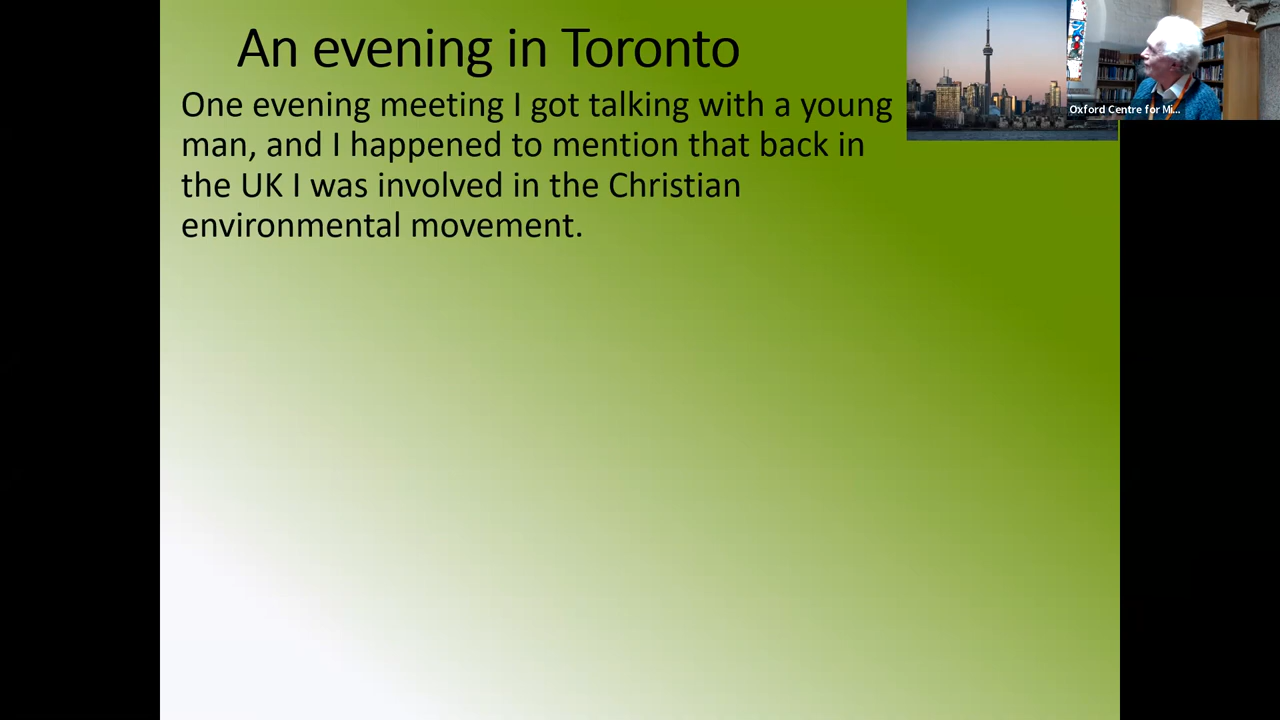 An evening in Toronto
One evening meeting I got talking with a young
man, and I happened to mention that back in
the UK I was involved in the Christian
environmental movement.
Oxford Centre for Mi...